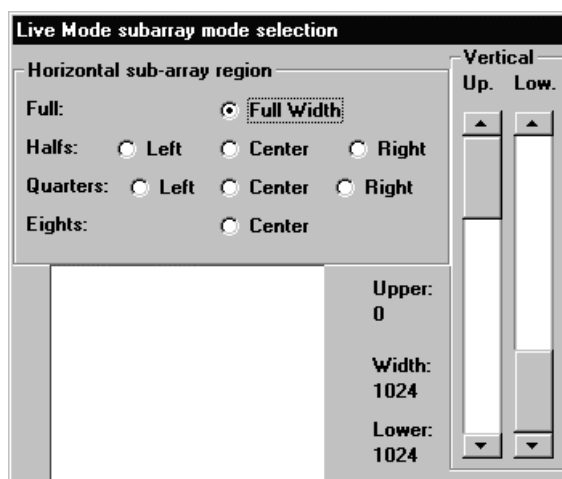 Live Mode subarray mode selection
Horizontal sub-array region
Full: Full Width
Halfs: Left Center Right
Quarters: Left Center Right
Eights: Center
Vertical
Up. Low.
Upper:
0
Width:
1024
Lower:
1024